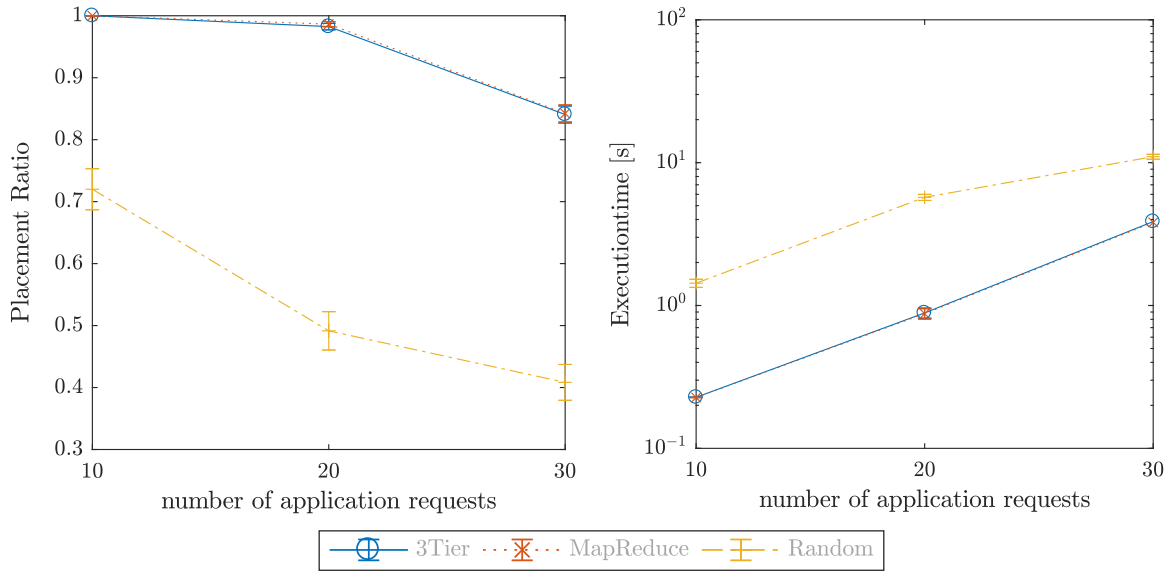 1
0.9
0.8
0.7
0.6
0.5
0.4
0.3
10 20 30
Placement Ratio
number of application requests
10^2
10^1
10^0
10^-1
10 20 30
Executiontime [s]
number of application requests
3Tier MapReduce Random